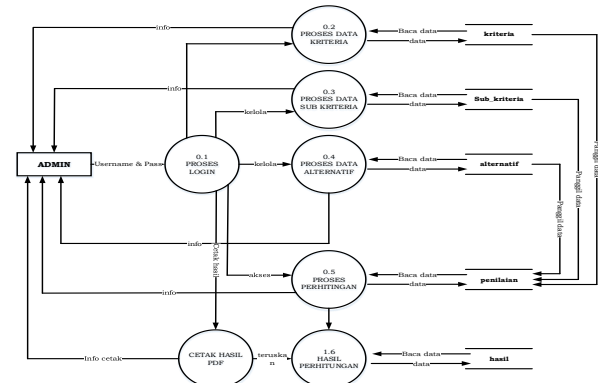 info
0.2
PROSES DATA
KRITERIA
Baca data
data
kriteria
info
0.3
PROSES DATA
SUB KRITERIA
Baca data
data
Sub_kriteria
kelola
ADMIN
Username & Pass
0.1
PROSES
LOGIN
kelola
0.4
PROSES DATA
ALTERNATIF
Baca data
data
alternatif
Panggil data
Panggil data
info
Cetak hasil
akses
0.5
PROSES
PERHITINGAN
Baca data
data
penilaian
info
Info cetak
CETAK HASIL
PDF
teruska
n
1.6
HASIL
PERHITUNGAN
Baca data
data
hasil